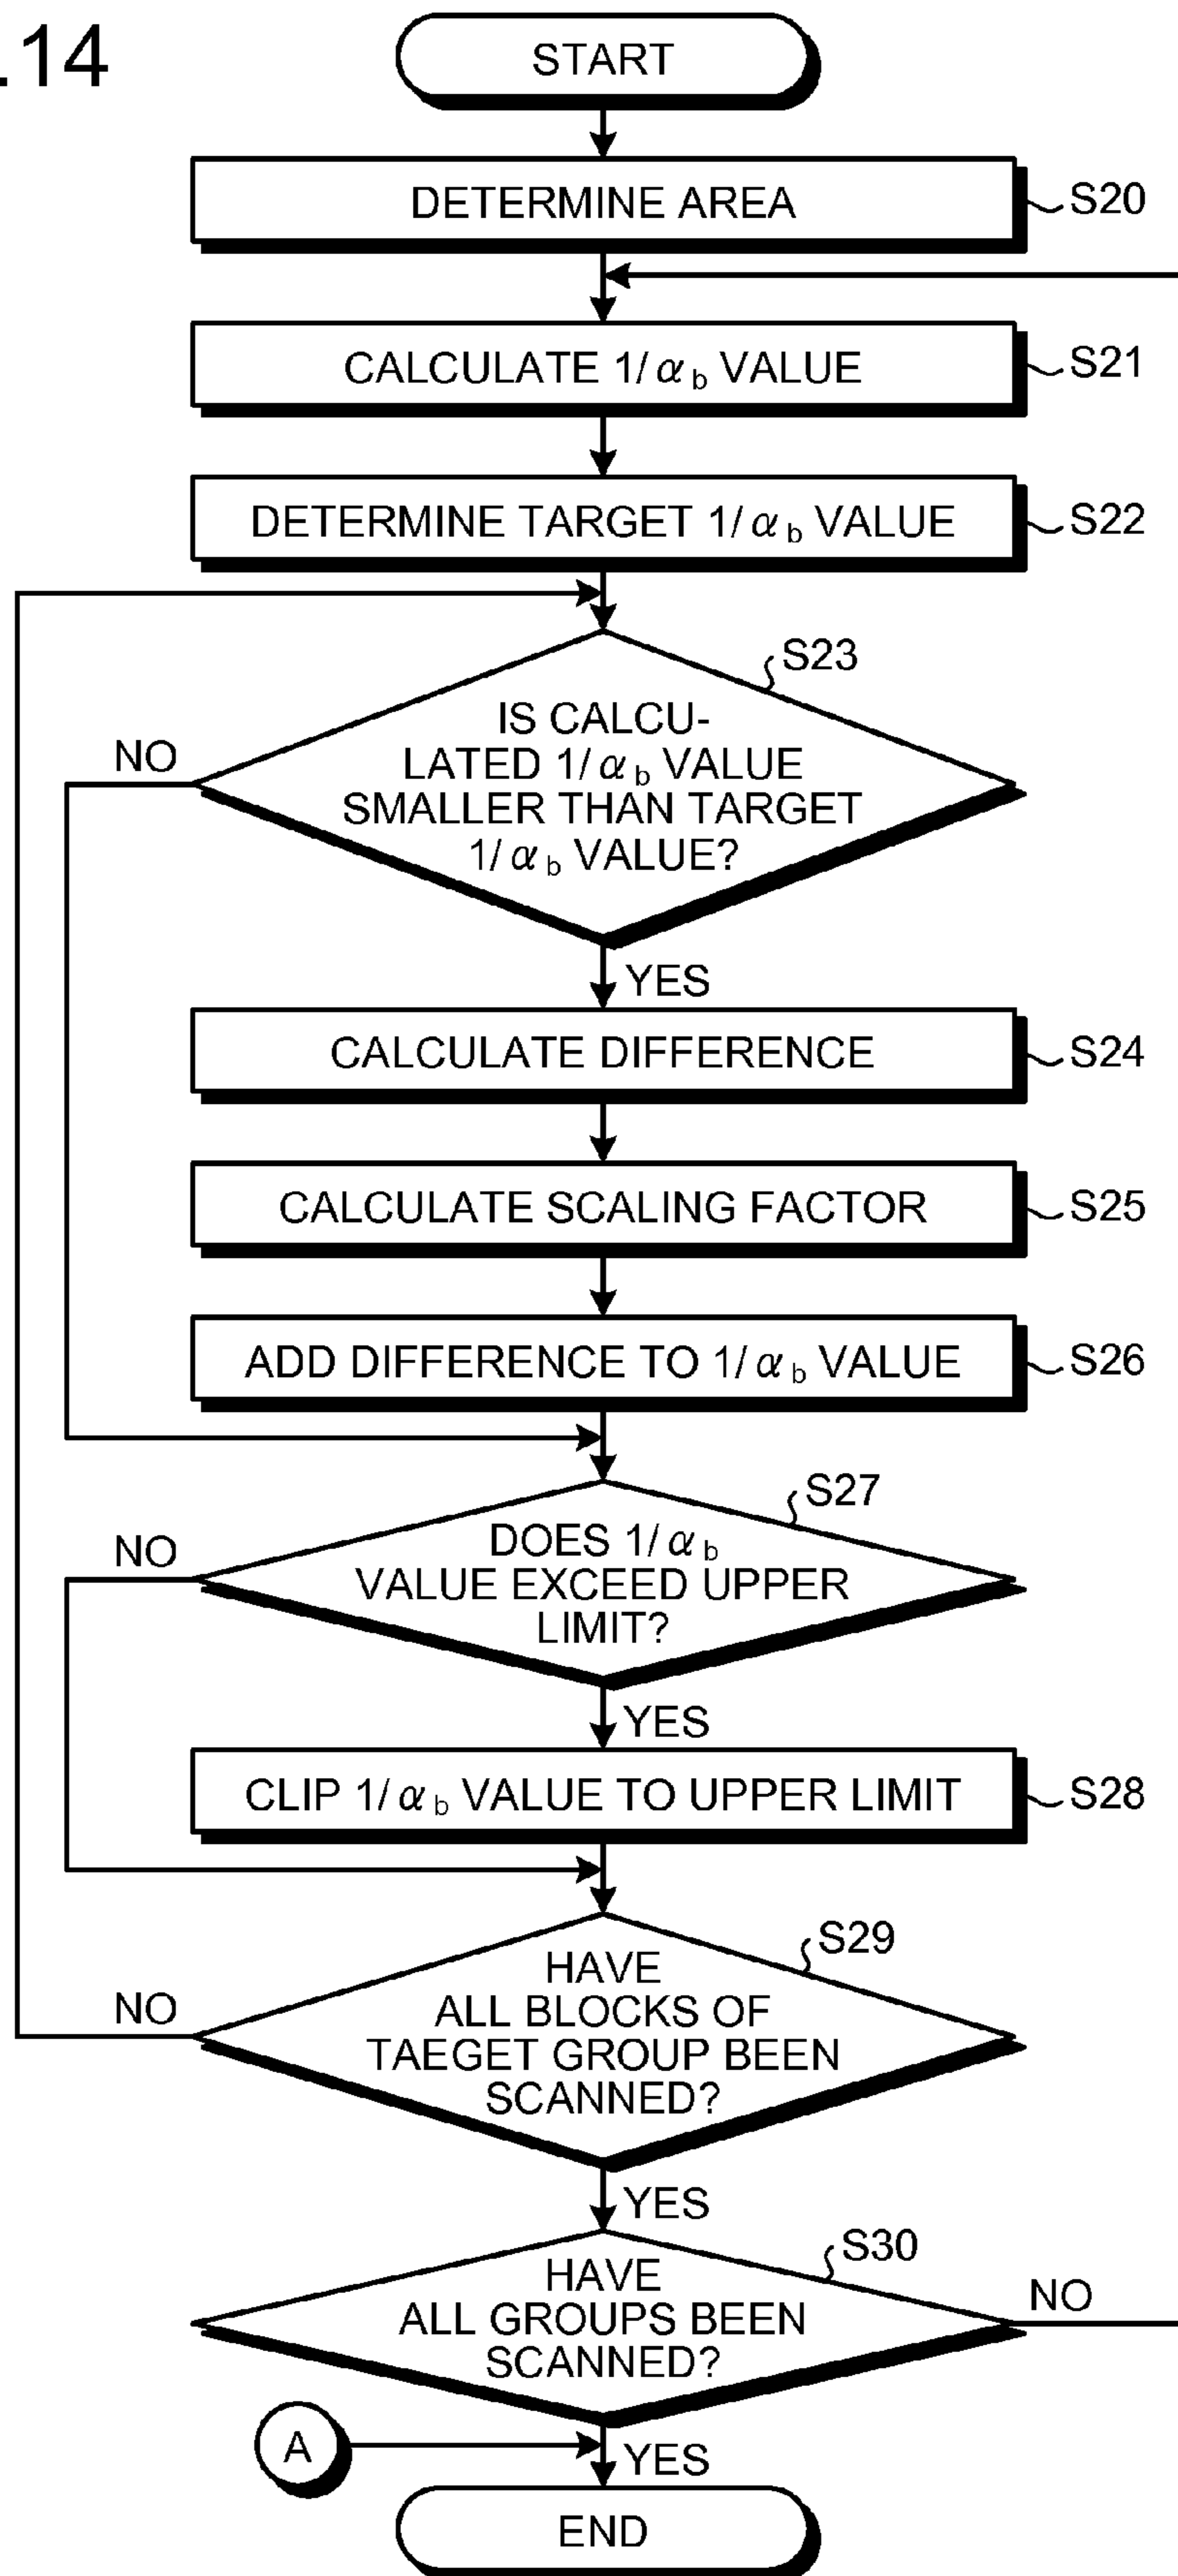 .14
START
DETERMINE AREA
S20
CALCULATE 1/αb VALUE
S21
DETERMINE TARGET 1/αb VALUE
S22
S23
IS CALCU-
LATED 1/αb VALUE
SMALLER THAN TARGET
1/αb VALUE?
NO
YES
CALCULATE DIFFERENCE
S24
CALCULATE SCALING FACTOR
S25
ADD DIFFERENCE TO 1/αb VALUE
S26
S27
DOES 1/αb
VALUE EXCEED UPPER
LIMIT?
NO
YES
CLIP 1/αb VALUE TO UPPER LIMIT
S28
S29
HAVE
ALL BLOCKS OF
TAEGET GROUP BEEN
SCANNED?
NO
YES
S30
HAVE
ALL GROUPS BEEN
SCANNED?
NO
A
YES
END